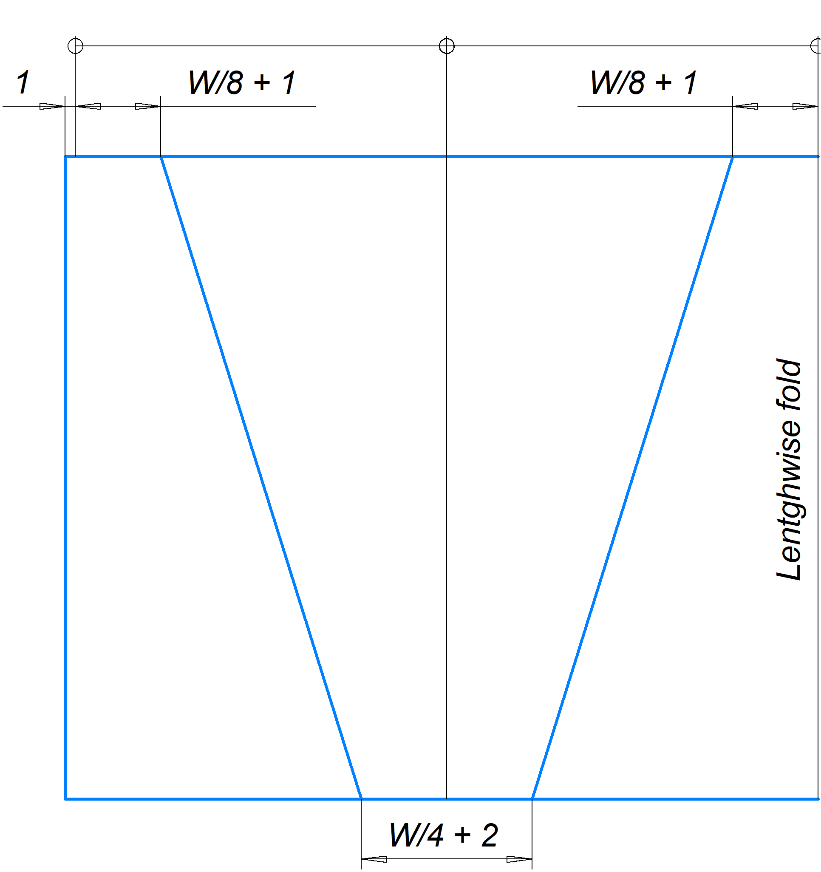 1
W/8 + 1
W/8 + 1
Lentghwise fold
W/4 + 2